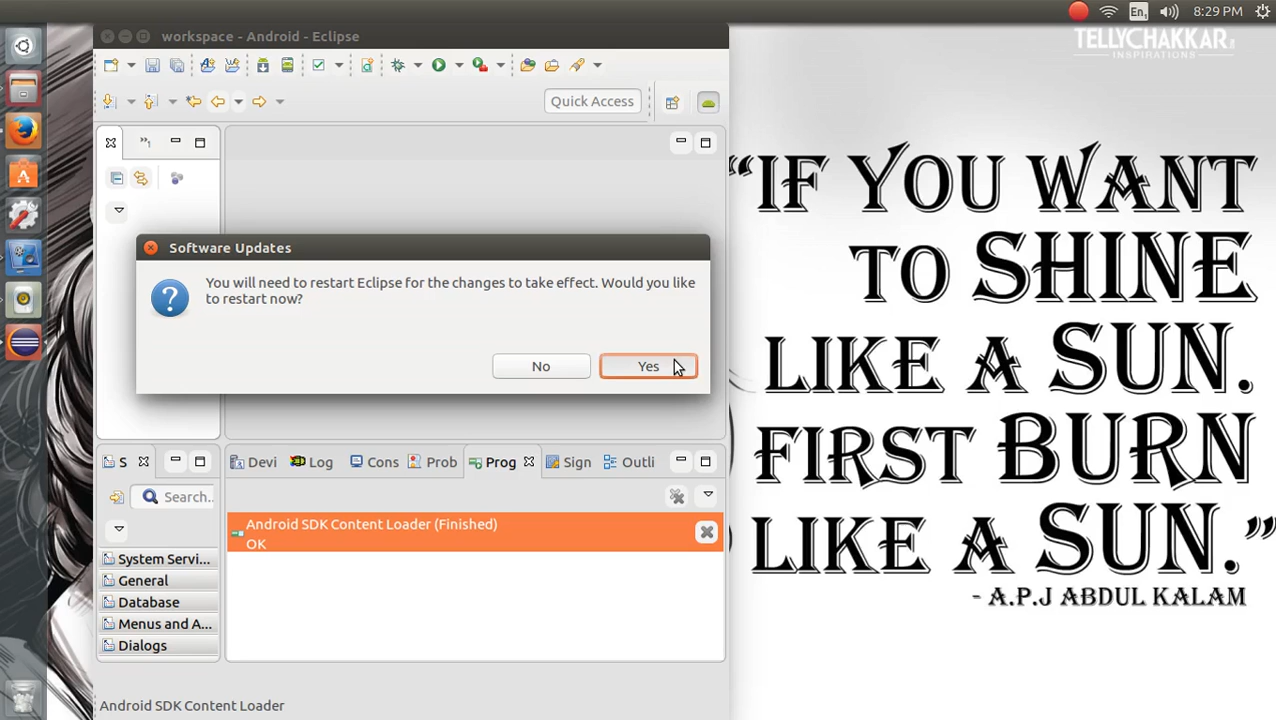 En1
8:29 PM
TELLYCHAKKAR
INSPIRATIONS
workspace - Android - Eclipse
Quick Access
Software Updates
You will need to restart Eclipse for the changes to take effect. Would you like
to restart now?
No
Yes
“IF YOU WANT
TO SHINE
LIKE A SUN.
FIRST BURN
LIKE A SUN.”
- A.P.J ABDUL KALAM
S
Devi
Log
Cons
Prob
Prog
Sign
Outli
Search..
Android SDK Content Loader (Finished)
OK
System Servi...
General
Database
Menus and A...
Dialogs
Android SDK Content Loader